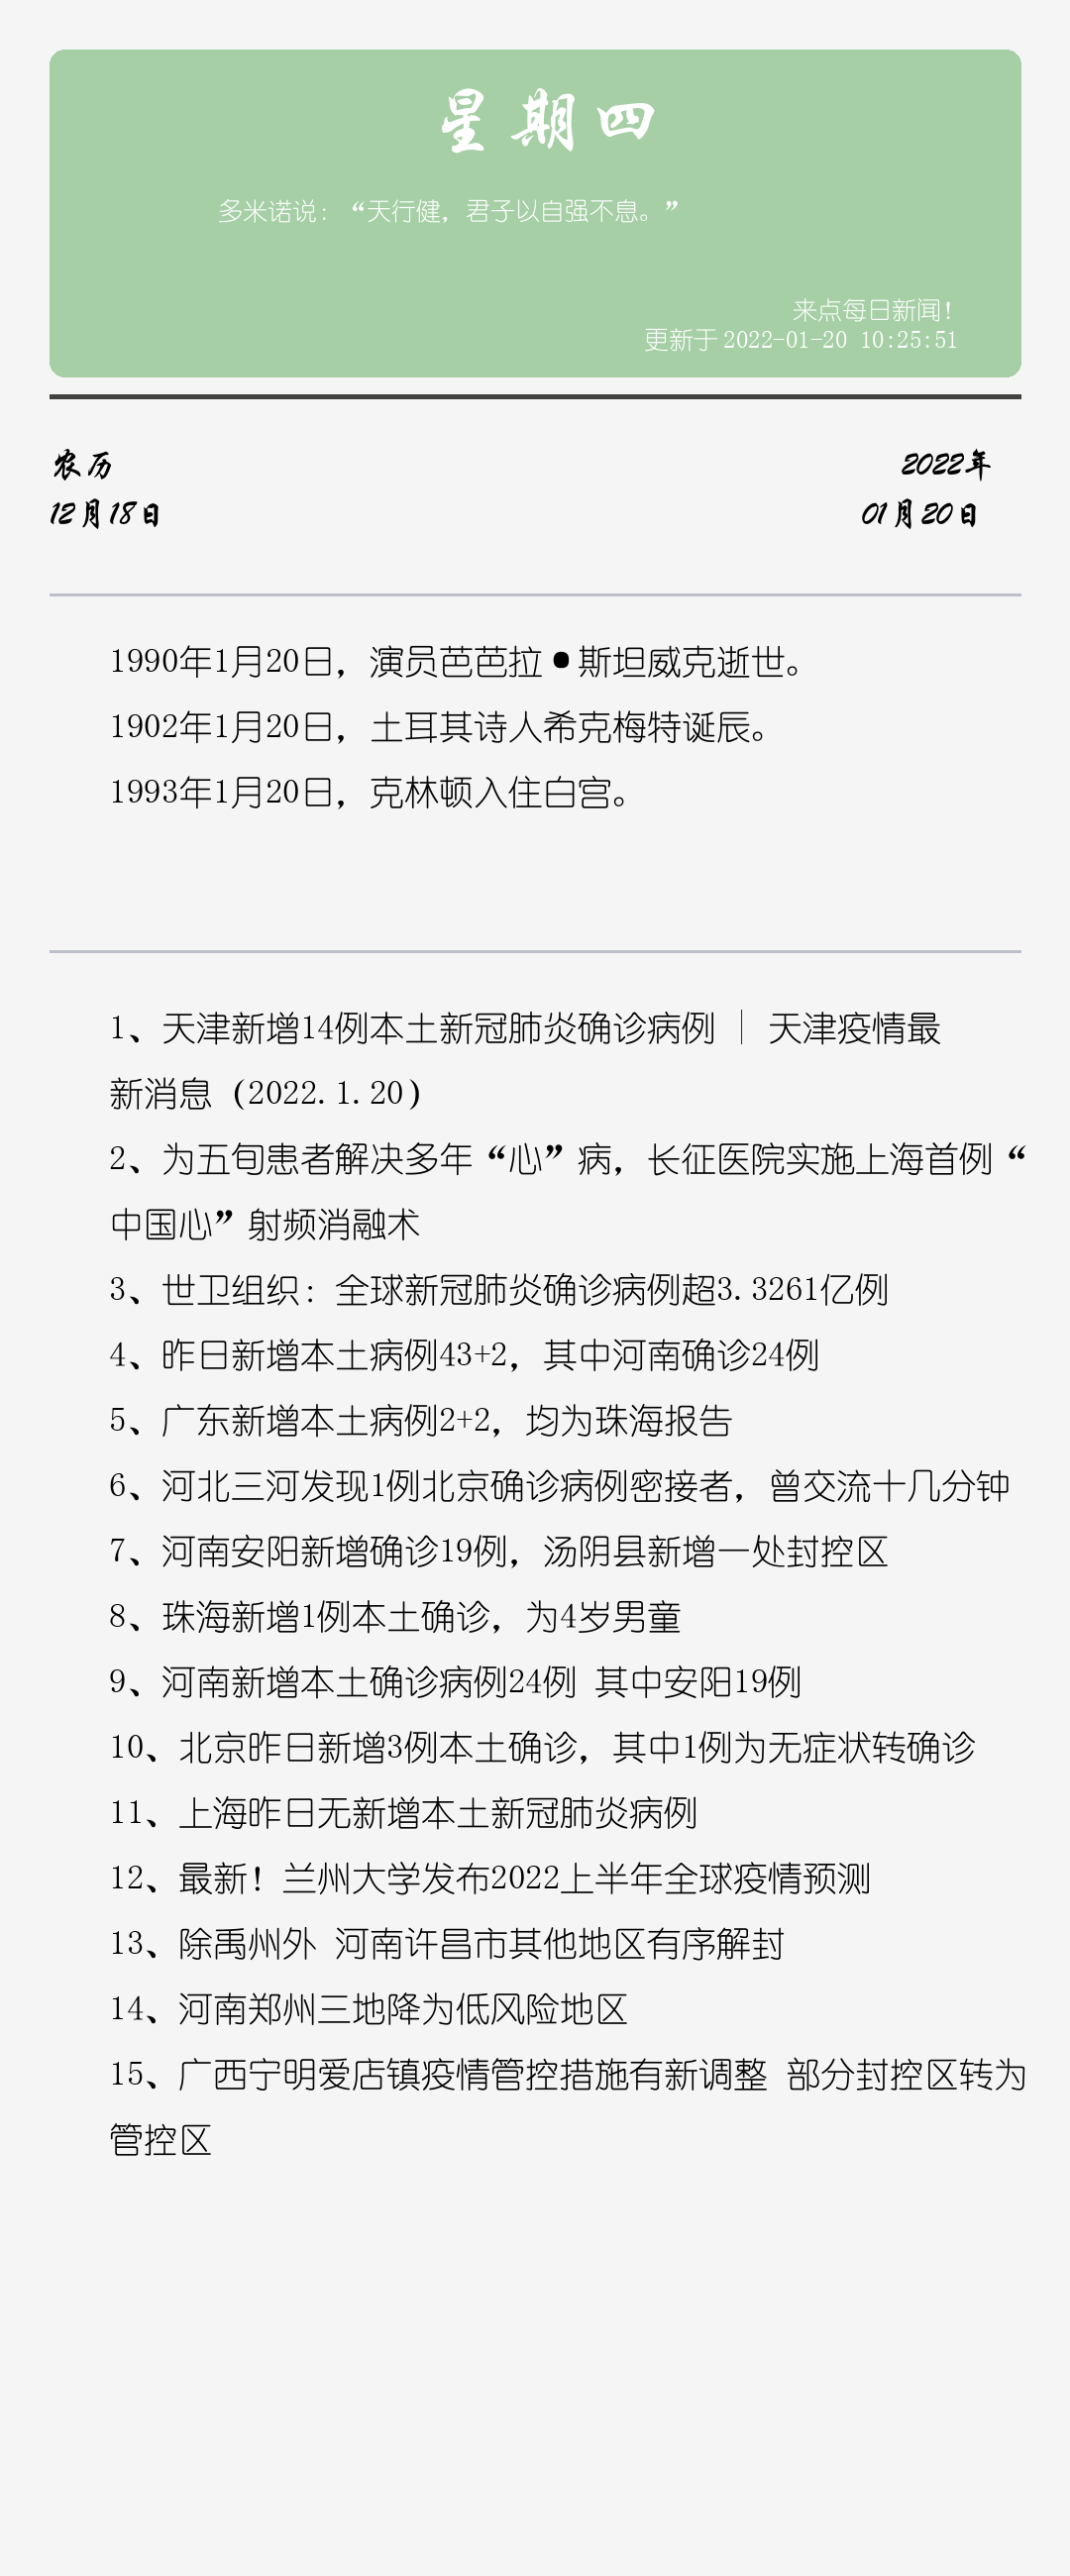 星期四
多米诺说：“天行健，君子以自强不息。”
来点每日新闻！
更新于 2022-01-20 10:25:51
农历
12月18日
2022年
01月20日
1990年1月20日，演员芭芭拉•斯坦威克逝世。
1902年1月20日，土耳其诗人希克梅特诞辰。
1993年1月20日，克林顿入住白宫。
1、天津新增14例本土新冠肺炎确诊病例 | 天津疫情最
新消息（2022.1.20）
2、为五旬患者解决多年“心”病，长征医院实施上海首例“
中国心”射频消融术
3、世卫组织：全球新冠肺炎确诊病例超3.3261亿例
4、昨日新增本土病例43+2，其中河南确诊24例
5、广东新增本土病例2+2，均为珠海报告
6、河北三河发现1例北京确诊病例密接者，曾交流十几分钟
7、河南安阳新增确诊19例，汤阴县新增一处封控区
8、珠海新增1例本土确诊，为4岁男童
9、河南新增本土确诊病例24例 其中安阳19例
10、北京昨日新增3例本土确诊，其中1例为无症状转确诊
11、上海昨日无新增本土新冠肺炎病例
12、最新！兰州大学发布2022上半年全球疫情预测
13、除禹州外 河南许昌市其他地区有序解封
14、河南郑州三地降为低风险地区
15、广西宁明爱店镇疫情管控措施有新调整 部分封控区转为
管控区